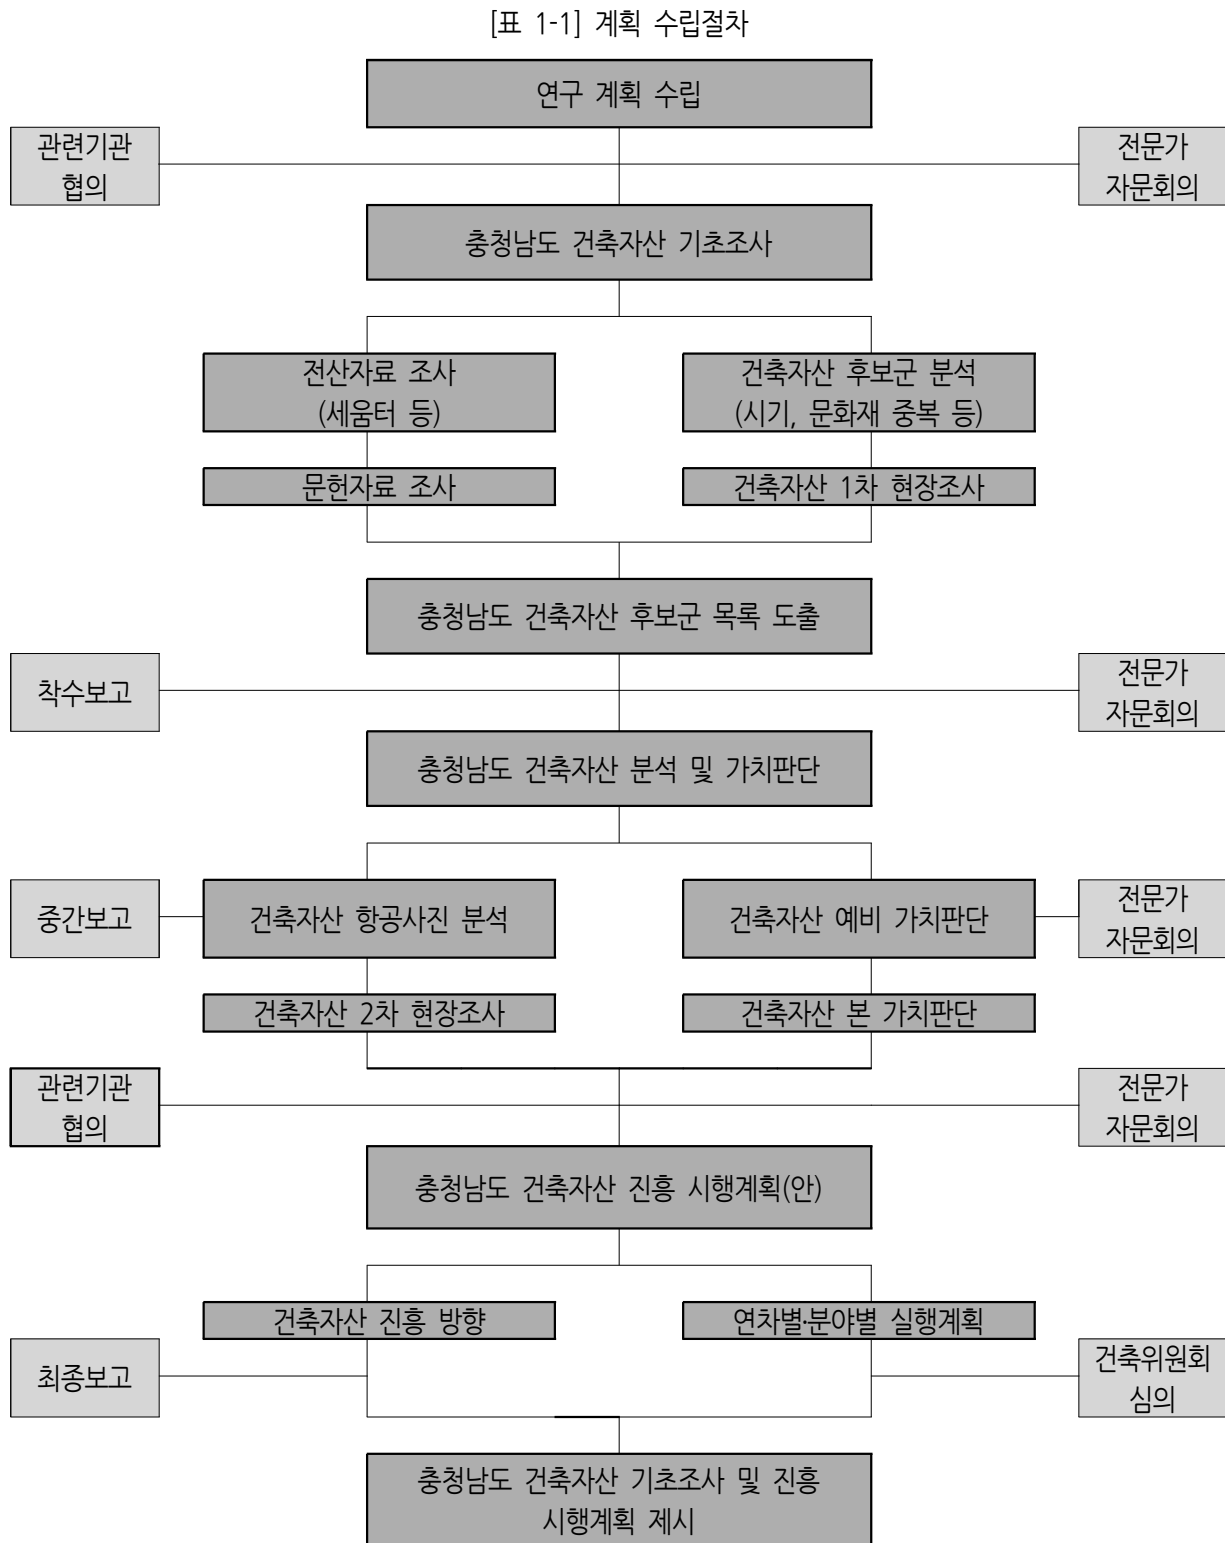 [표 1-1] 계획 수립절차
연구 계획 수립
관련기관
협의
전문가
자문회의
충청남도 건축자산 기초조사
전산자료 조사
(세움터 등)
건축자산 후보군 분석
(시기, 문화재 중복 등)
문헌자료 조사
건축자산 1차 현장조사
충청남도 건축자산 후보군 목록 도출
착수보고
전문가
자문회의
충청남도 건축자산 분석 및 가치판단
중간보고
건축자산 항공사진 분석
건축자산 예비 가치판단
전문가
자문회의
건축자산 2차 현장조사
건축자산 본 가치판단
관련기관
협의
전문가
자문회의
충청남도 건축자산 진흥 시행계획(안)
건축자산 진흥 방향
연차별·분야별 실행계획
최종보고
건축위원회
심의
충청남도 건축자산 기초조사 및 진흥
시행계획 제시